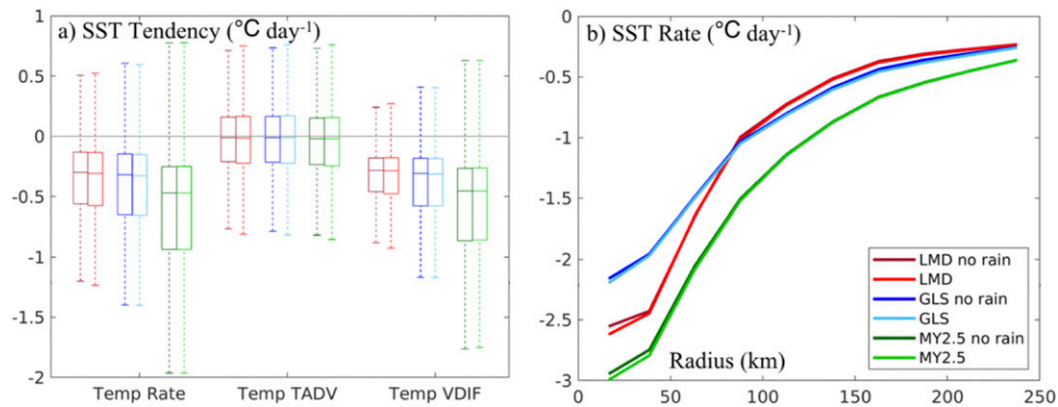 a) SST Tendency (°C day-1)
1
0.5
0
-0.5
-1
-1.5
-2
Temp Rate Temp TADV Temp VDIF
b) SST Rate (°C day-1)
0
-0.5
-1
-1.5
-2
-2.5
-3
LMD no rain
LMD
GLS no rain
GLS
MY2.5 no rain
MY2.5
Radius (km)
0 50 100 150 200 250